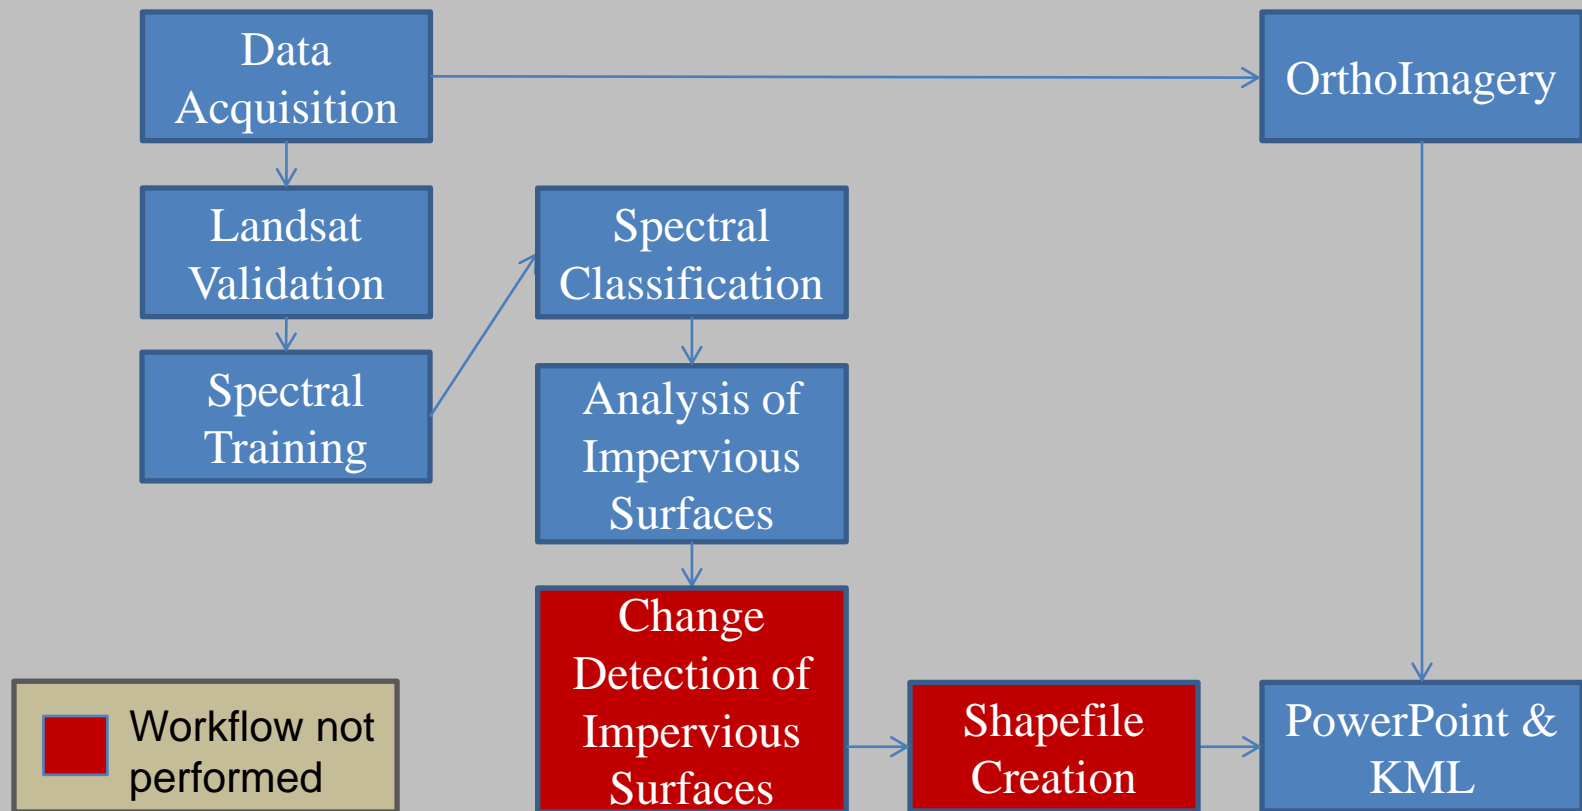 Data
Acquisition
OrthoImagery
Landsat
Validation
Spectral
Classification
Spectral
Training
Analysis of
Impervious
Surfaces
Change
Detection of
Impervious
Surfaces
Shapefile
Creation
PowerPoint &
KML
Workflow not
performed